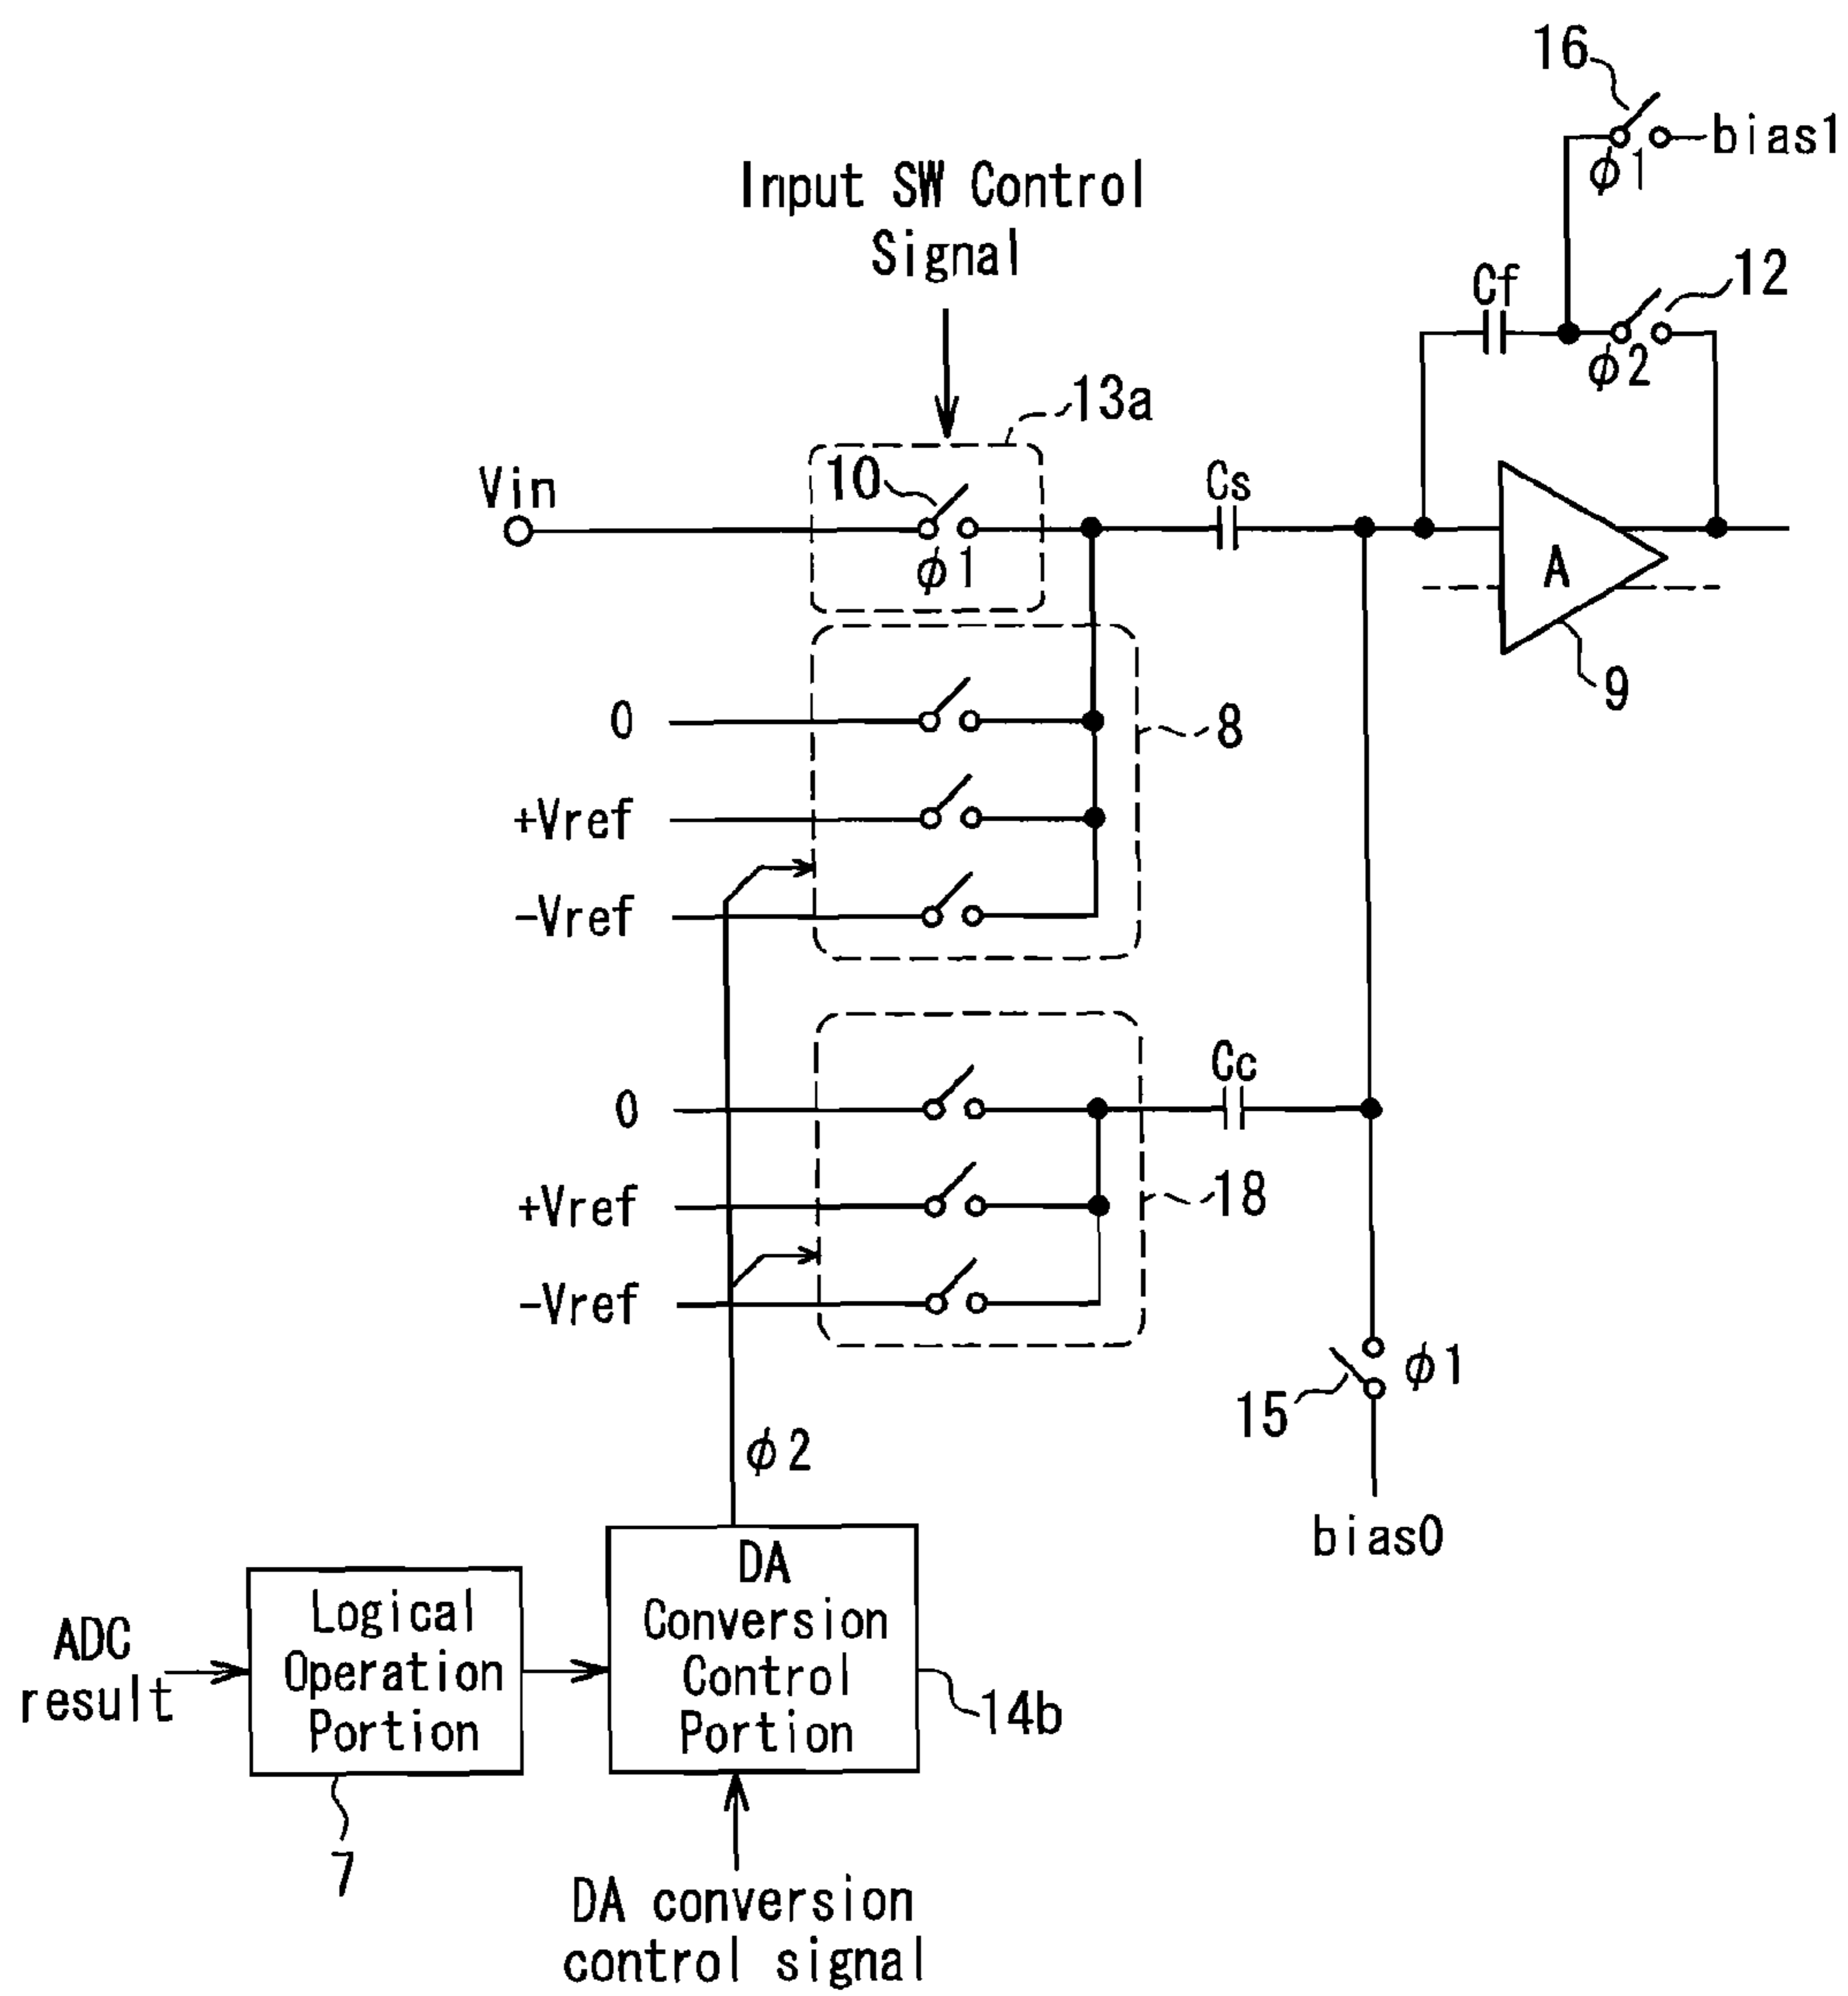 16
bias1
ϕ1
Input SW Control
Signal
Cf
12
ϕ2
13a
Vin
10
ϕ1
Cs
A
9
0
8
+Vref
-Vref
0
Cc
+Vref
18
-Vref
15
ϕ1
bias0
ϕ2
ADC
result
Logical
Operation
Portion
DA
Conversion
Control
Portion
14b
7
DA conversion
control signal